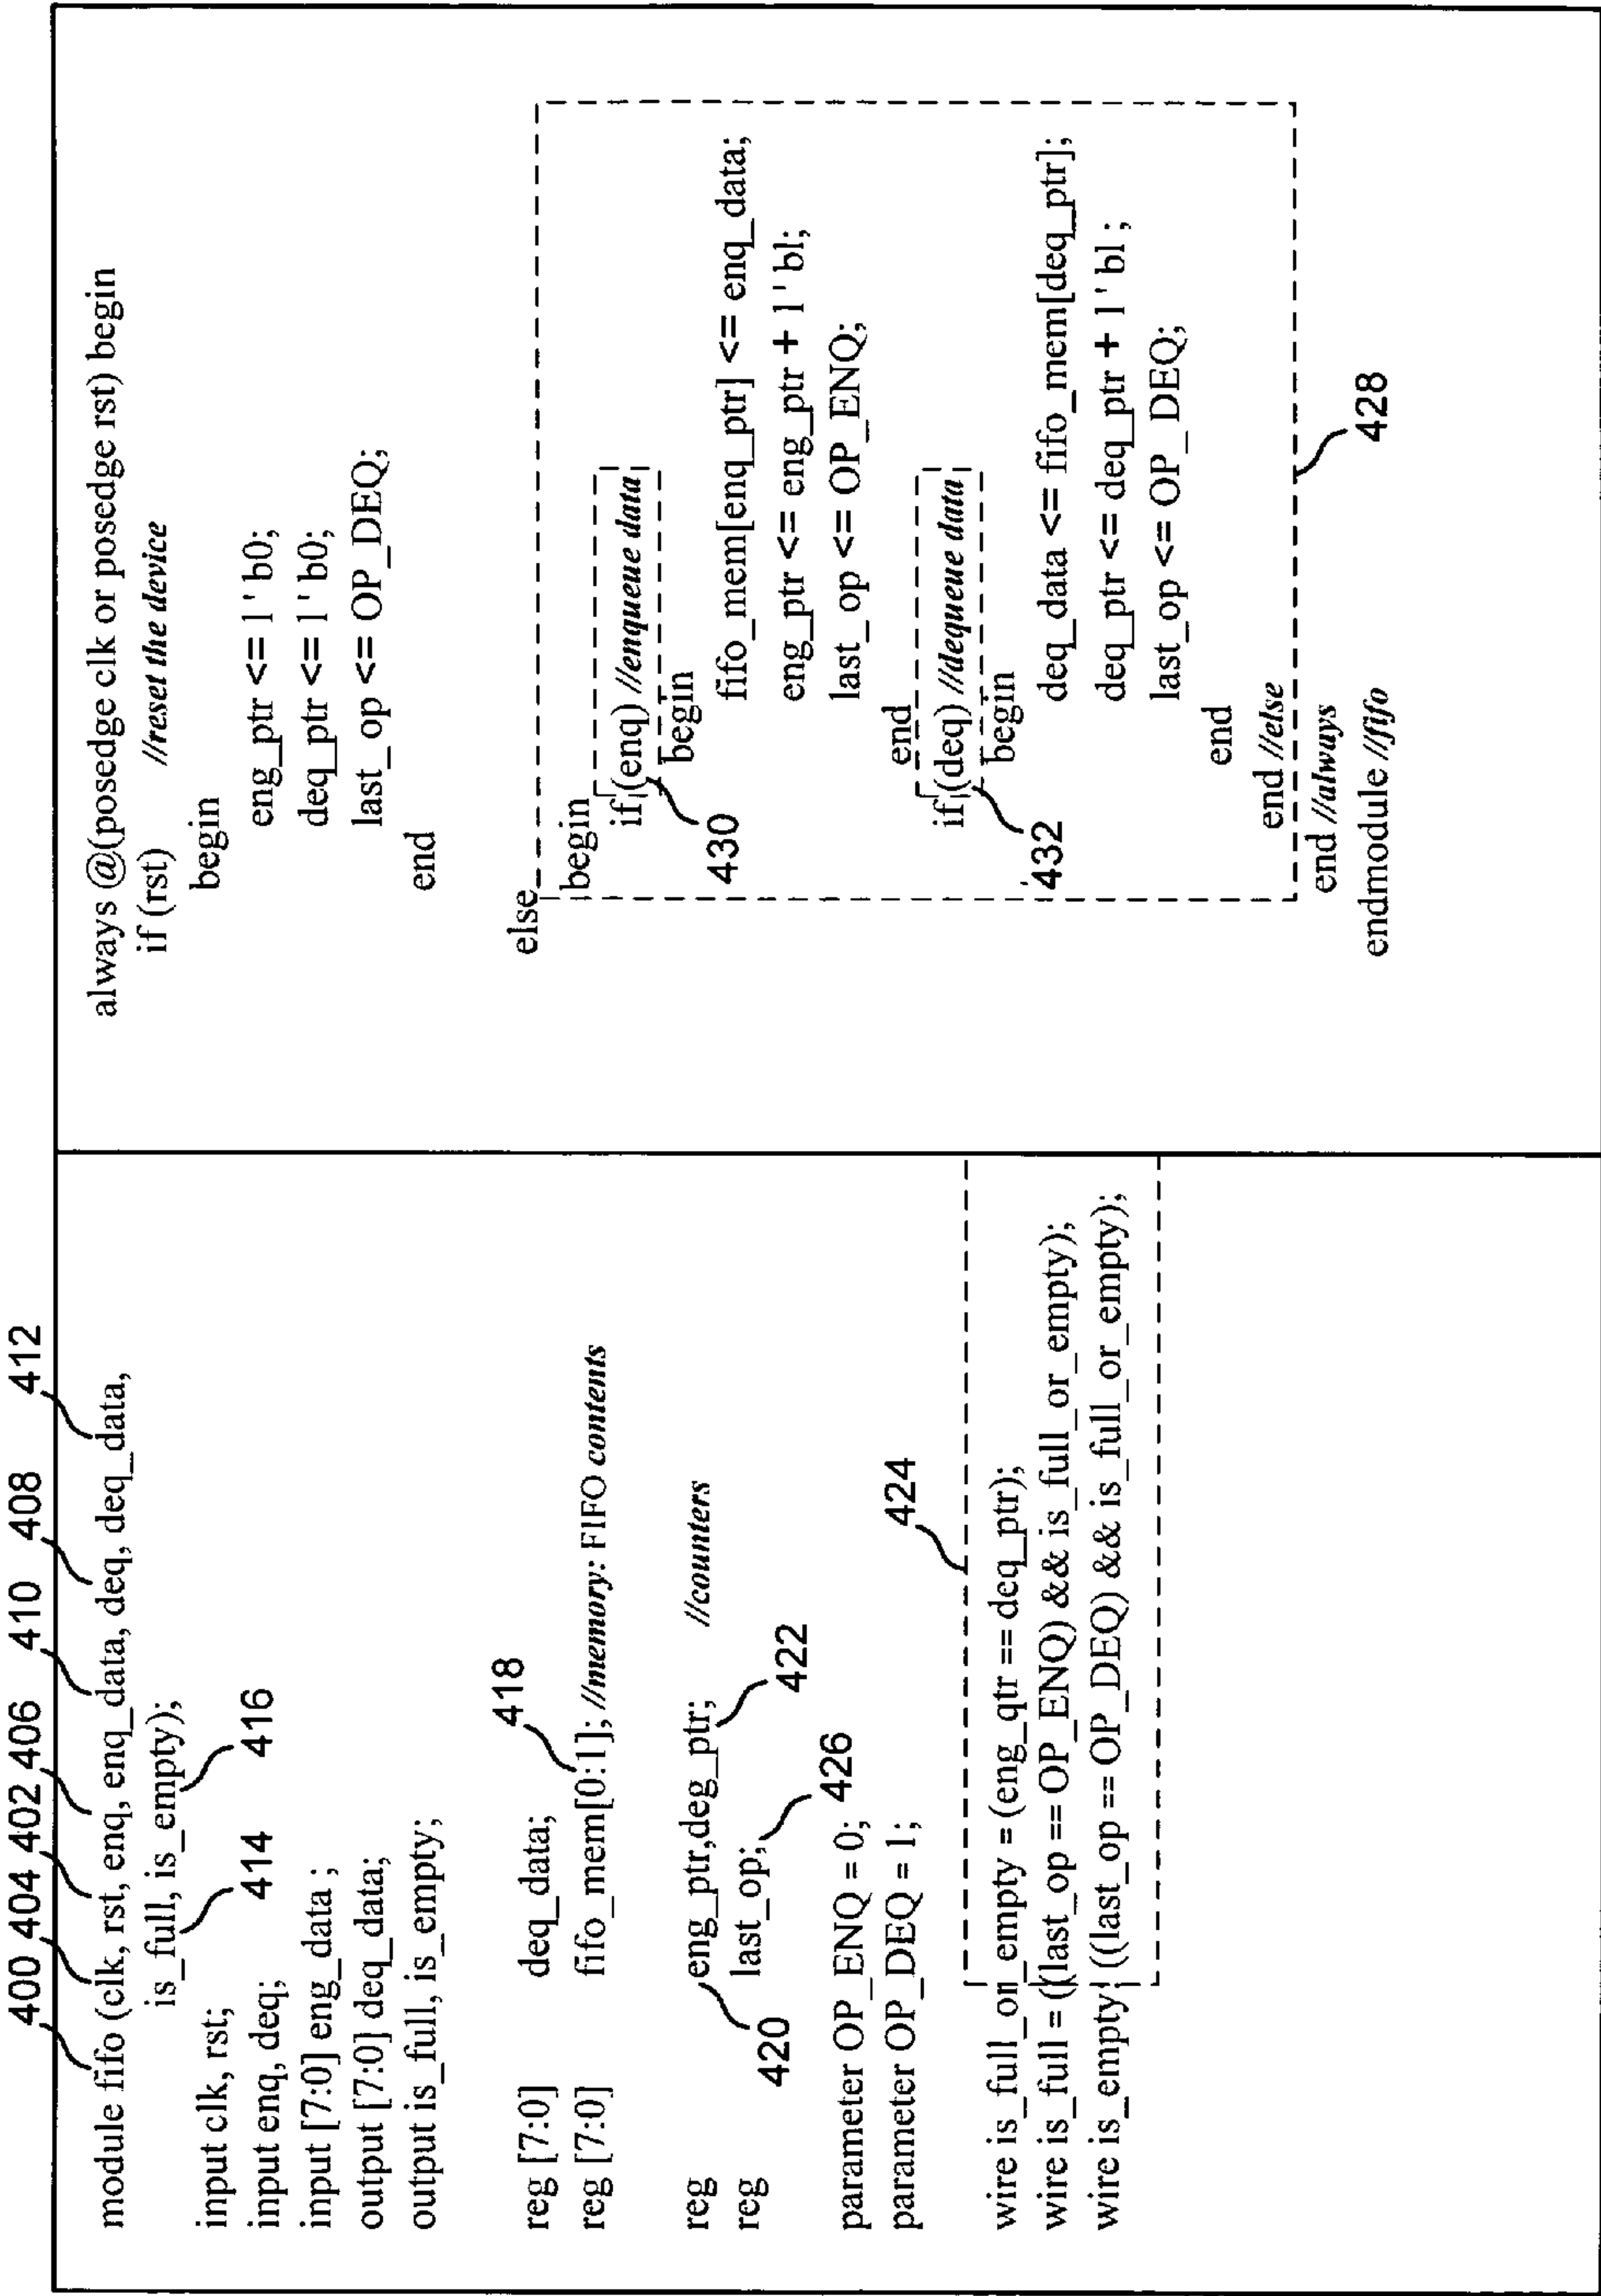 400 404 402 406 410 408 412
module fifo (clk, rst, enq, enq_data, deq, deq_data,
is_full, is_empty);
414 416
input clk, rst;
input enq, deq;
input [7:0] eng_data ;
output [7:0] deq_data;
output is_full, is_empty;
418
reg [7:0] deq_data;
reg [7:0] fifo_mem[0:1]; //memory: FIFO contents
reg eng_ptr,deg_ptr; //counters
reg last_op;
420 422
426
parameter OP_ENQ = 0;
parameter OP_DEQ = 1;
424
wire is_full_or_empty = (eng_qtr == deq_ptr);
wire is_full = ((last_op == OP_ENQ) && is_full_or_empty);
wire is_empty ((last_op == OP_DEQ) && is_full_or_empty);
always @(posedge clk or posedge rst) begin
if (rst) //reset the device
begin
eng_ptr <= 1 ' b0;
deq_ptr <= 1 ' b0;
last_op <= OP_DEQ;
end
else
begin
if (enq) //enqueue data
430
begin
fifo_mem[enq_ptr] <= enq_data;
eng_ptr <= eng_ptr + 1 ' bl;
last_op <= OP_ENQ;
end
if (deq) //dequeue data
432
begin
deq_data <= fifo_mem[deq_ptr];
deq_ptr <= deq_ptr + 1 ' bl ;
last_op <= OP_DEQ;
end
end //else
428
end //always
endmodule //fifo